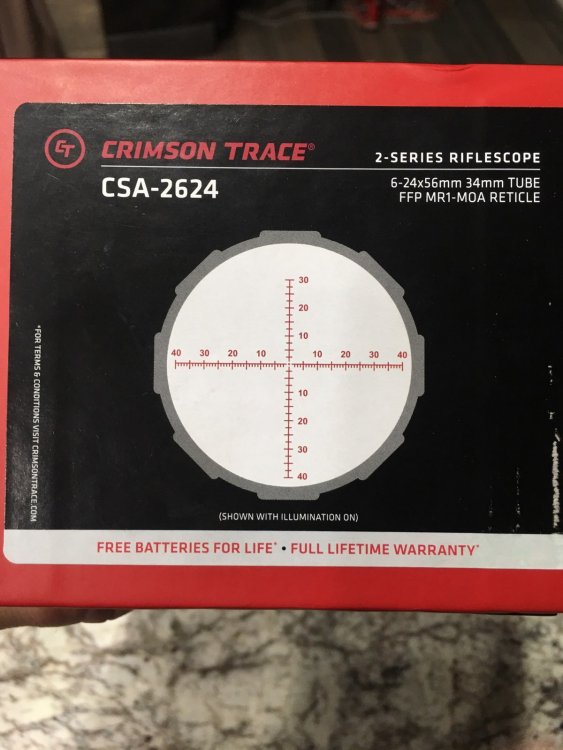 CT CRIMSON TRACE®
2-SERIES RIFLESCOPE
CSA-2624
6-24x56mm 34mm TUBE
FFP MR1-MOA RETICLE
30
20
10
40 30 20 10 10 20 30 40
10
20
30
40
*FOR TERMS & CONDITIONS VISIT CRIMSONTRACE.COM
(SHOWN WITH ILLUMINATION ON)
FREE BATTERIES FOR LIFE* • FULL LIFETIME WARRANTY*